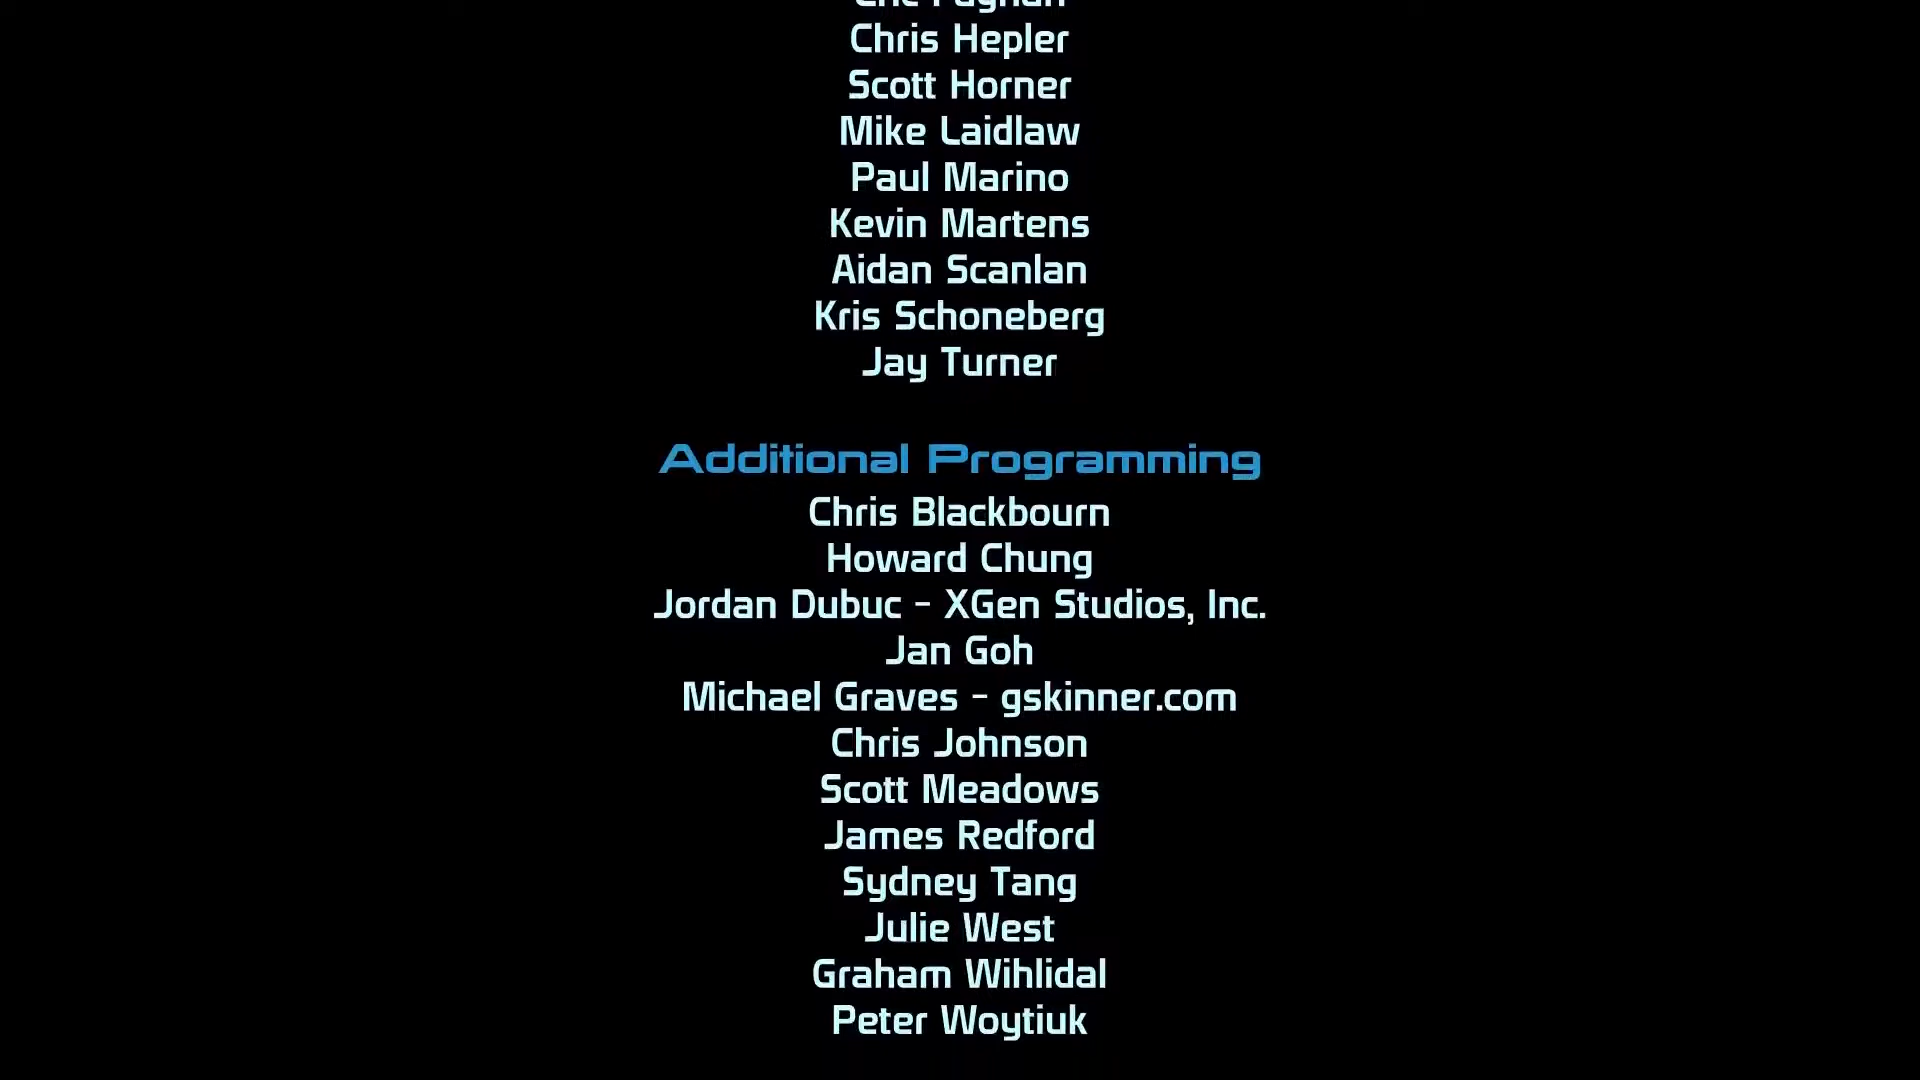 Chris Hepler
Scott Horner
Mike Laidlaw
Paul Marino
Kevin Martens
Aidan Scanlan
Kris Schoneberg
Jay Turner
Additional Programming
Chris Blackbourn
Howard Chung
Jordan Dubuc - XGen Studios, Inc.
Jan Goh
Michael Graves - gskinner.com
Chris Johnson
Scott Meadows
James Redford
Sydney Tang
Julie West
Graham Wihlidal
Peter Woytiuk